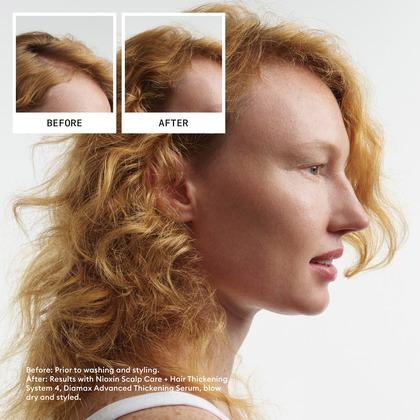 BEFORE
AFTER
Before: Prior to washing and styling.
After: Results with Nioxin Scalp Care + Hair Thickening
System 4, Diamax Advanced Thickening Serum, blow
dry and styled.